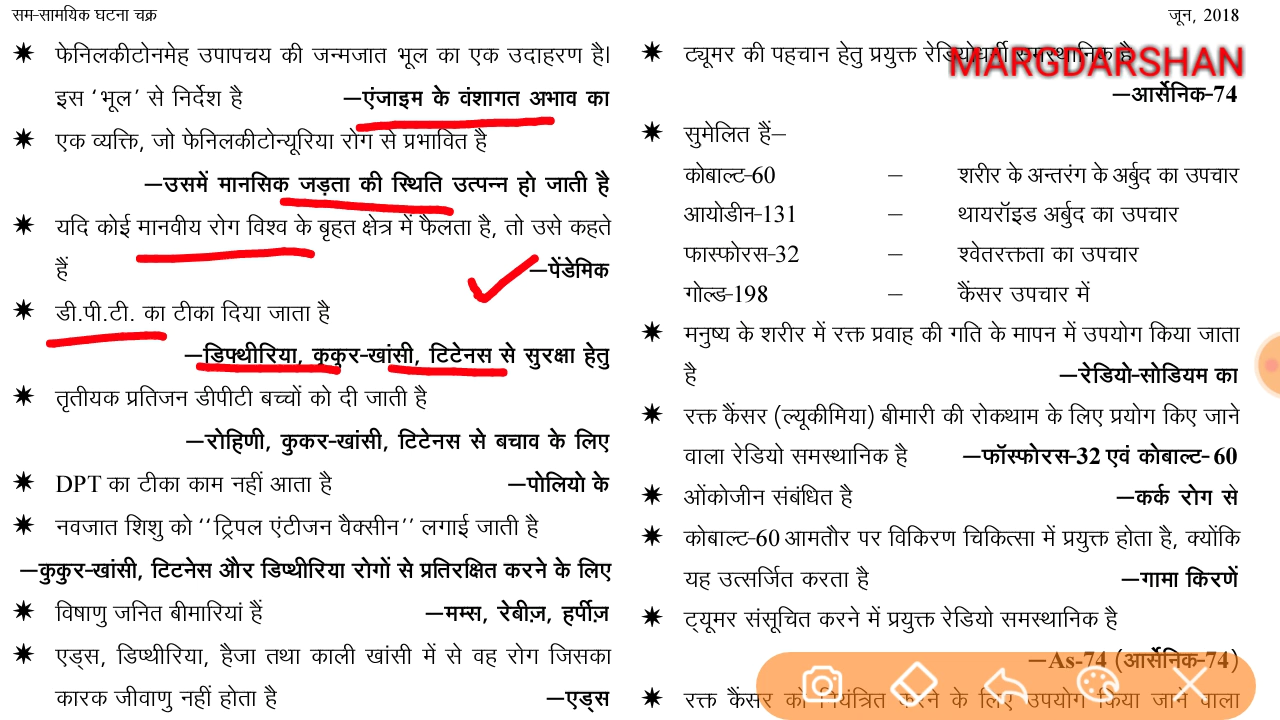 सम-सामयिक घटना चक्र
जून, 2018
✷ फेनिलकीटोनमेह उपापचय की जन्मजात भूल का एक उदाहरण है।
इस ‘भूल’ से निर्देश है –एंजाइम के वंशागत अभाव का
✷ एक व्यक्ति, जो फेनिलकीटोन्यूरिया रोग से प्रभावित है
–उसमें मानसिक जड़ता की स्थिति उत्पन्न हो जाती है
✷ यदि कोई मानवीय रोग विश्व के बृहत क्षेत्र में फैलता है, तो उसे कहते
हैं –पेंडेमिक
✷ डी.पी.टी. का टीका दिया जाता है
–डिफ्थीरिया, कूकुर-खांसी, टिटेनस से सुरक्षा हेतु
✷ तृतीयक प्रतिजन डीपीटी बच्चों को दी जाती है
–रोहिणी, कुकर-खांसी, टिटेनस से बचाव के लिए
✷ DPT का टीका काम नहीं आता है –पोलियो के
✷ नवजात शिशु को ‘‘ट्रिपल एंटीजन वैक्सीन’’ लगाई जाती है
–कुकुर-खांसी, टिटनेस और डिप्थीरिया रोगों से प्रतिरक्षित करने के लिए
✷ विषाणु जनित बीमारियां हैं –मम्स, रेबीज़, हर्पीज़
✷ एड्स, डिप्थीरिया, हैजा तथा काली खांसी में से वह रोग जिसका
कारक जीवाणु नहीं होता है –एड्स
✷ ट्यूमर की पहचान हेतु प्रयुक्त रेडियोधर्मी समस्थानिक है
MARGDARSHAN
–आर्सेनिक-74
✷ सुमेलित हैं–
कोबाल्ट-60 – शरीर के अन्तरंग के अर्बुद का उपचार
आयोडीन-131 – थायरॉइड अर्बुद का उपचार
फास्फोरस-32 – श्वेतरक्तता का उपचार
गोल्ड-198 – कैंसर उपचार में
✷ मनुष्य के शरीर में रक्त प्रवाह की गति के मापन में उपयोग किया जाता
है –रेडियो-सोडियम का
✷ रक्त कैंसर (ल्यूकीमिया) बीमारी की रोकथाम के लिए प्रयोग किए जाने
वाला रेडियो समस्थानिक है –फॉस्फोरस-32 एवं कोबाल्ट-60
✷ ओंकोजीन संबंधित है –कर्क रोग से
✷ कोबाल्ट-60 आमतौर पर विकिरण चिकित्सा में प्रयुक्त होता है, क्योंकि
यह उत्सर्जित करता है –गामा किरणें
✷ ट्यूमर संसूचित करने में प्रयुक्त रेडियो समस्थानिक है
–As-74 (आर्सेनिक-74)
✷ रक्त कैंसर को नियंत्रित करने के लिए उपयोग किया जाने वाला